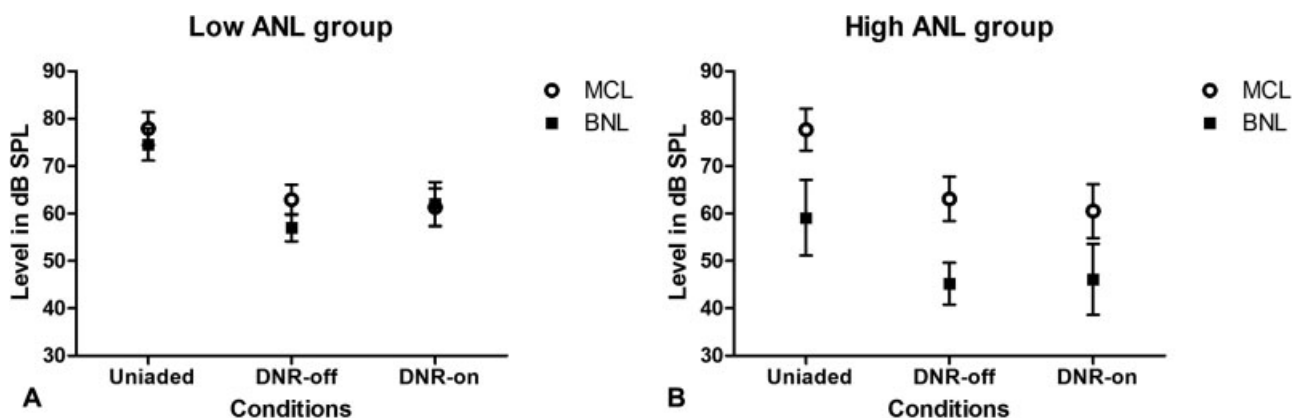 Low ANL group
90
80
70
60
50
40
30
Level in dB SPL
Uniaded DNR-off DNR-on
Conditions
A
MCL
BNL
High ANL group
90
80
70
60
50
40
30
Level in dB SPL
Uniaded DNR-off DNR-on
Conditions
B
MCL
BNL